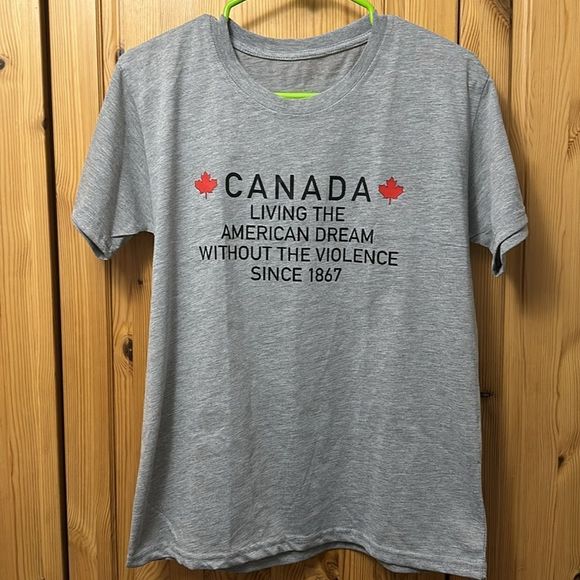 CANADA
LIVING THE
AMERICAN DREAM
WITHOUT THE VIOLENCE
SINCE 1867